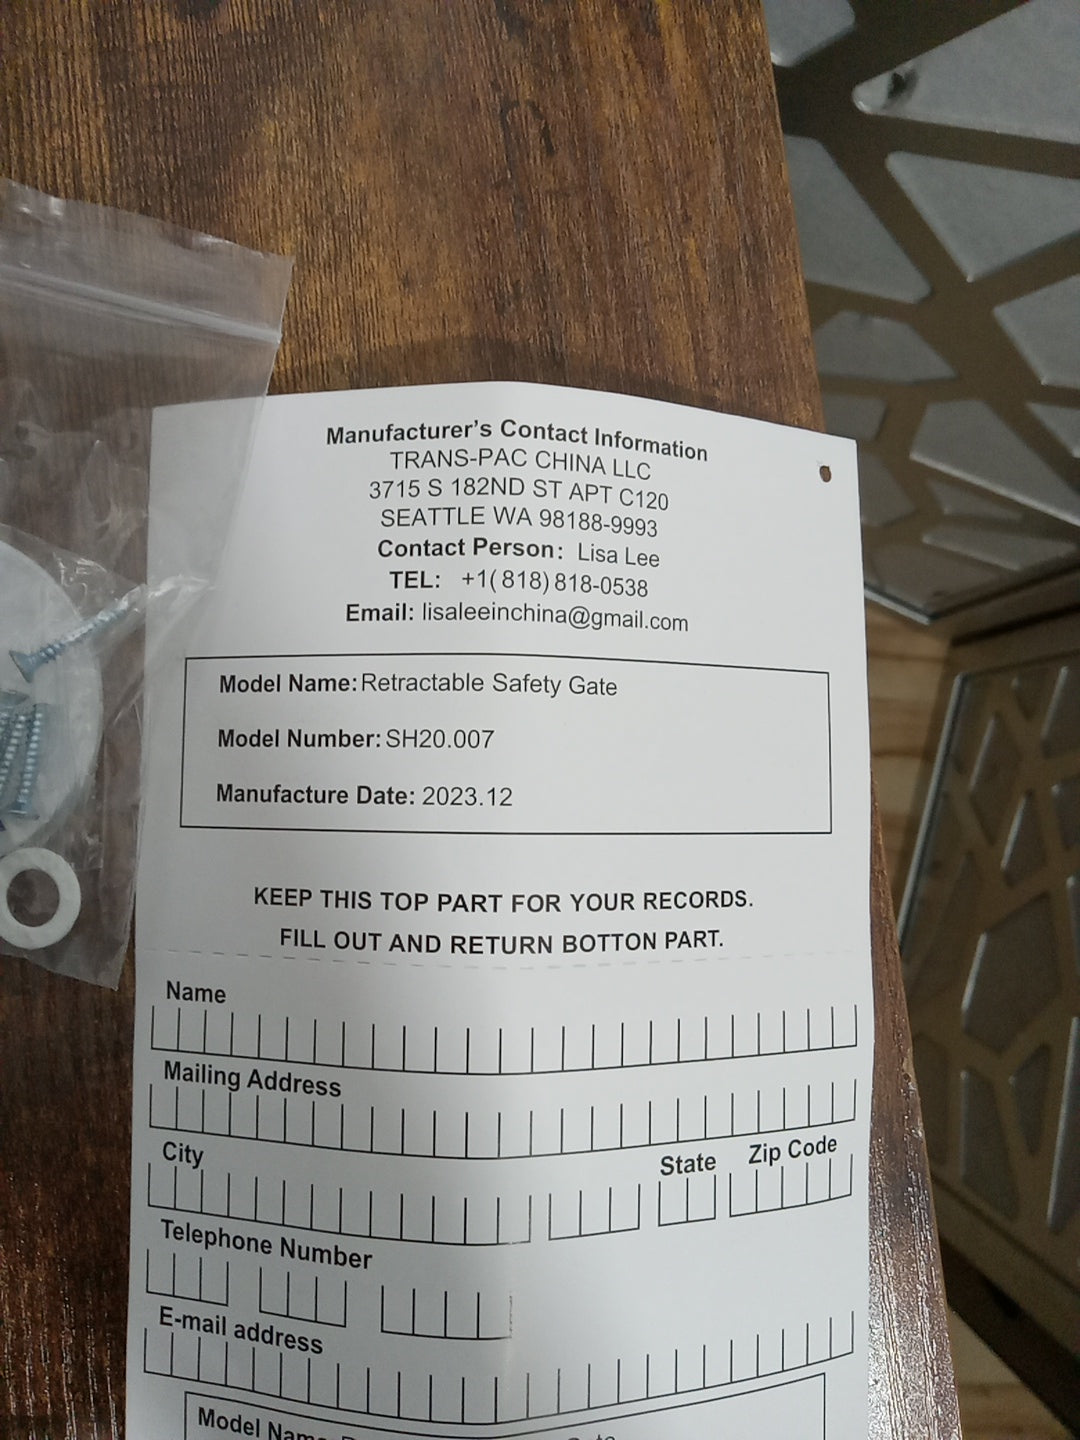 Manufacturer's Contact Information
TRANS-PAC CHINA LLC
3715 S 182ND ST APT C120
SEATTLE WA 98188-9993
Contact Person: Lisa Lee
TEL: +1(818)818-0538
Email: lisaleeinchina@gmail.com
Model Name: Retractable Safety Gate
Model Number: SH20.007
Manufacture Date: 2023.12
KEEP THIS TOP PART FOR YOUR RECORDS.
FILL OUT AND RETURN BOTTON PART.
Name
Mailing Address
City State Zip Code
Telephone Number
E-mail address
Model